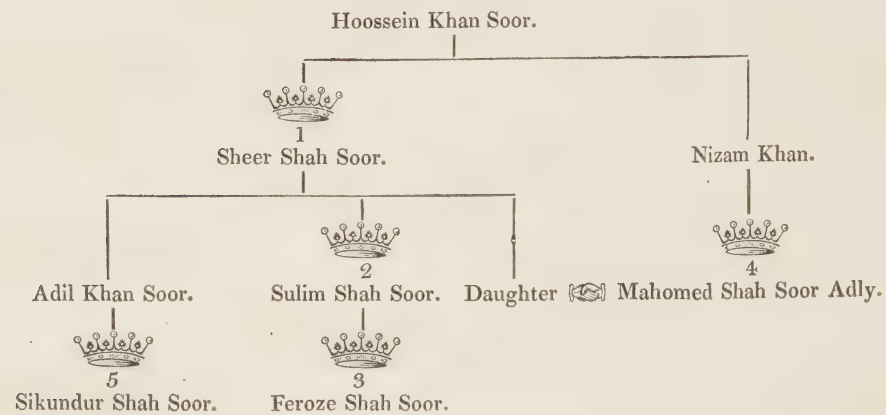 Hoossein Khan Soor.
1
Sheer Shah Soor.
Nizam Khan.
2
4
Adil Khan Soor.
Sulim Shah Soor.
Daughter
Mahomed Shah Soor Adly.
5
3
Sikundur Shah Soor.
Feroze Shah Soor.